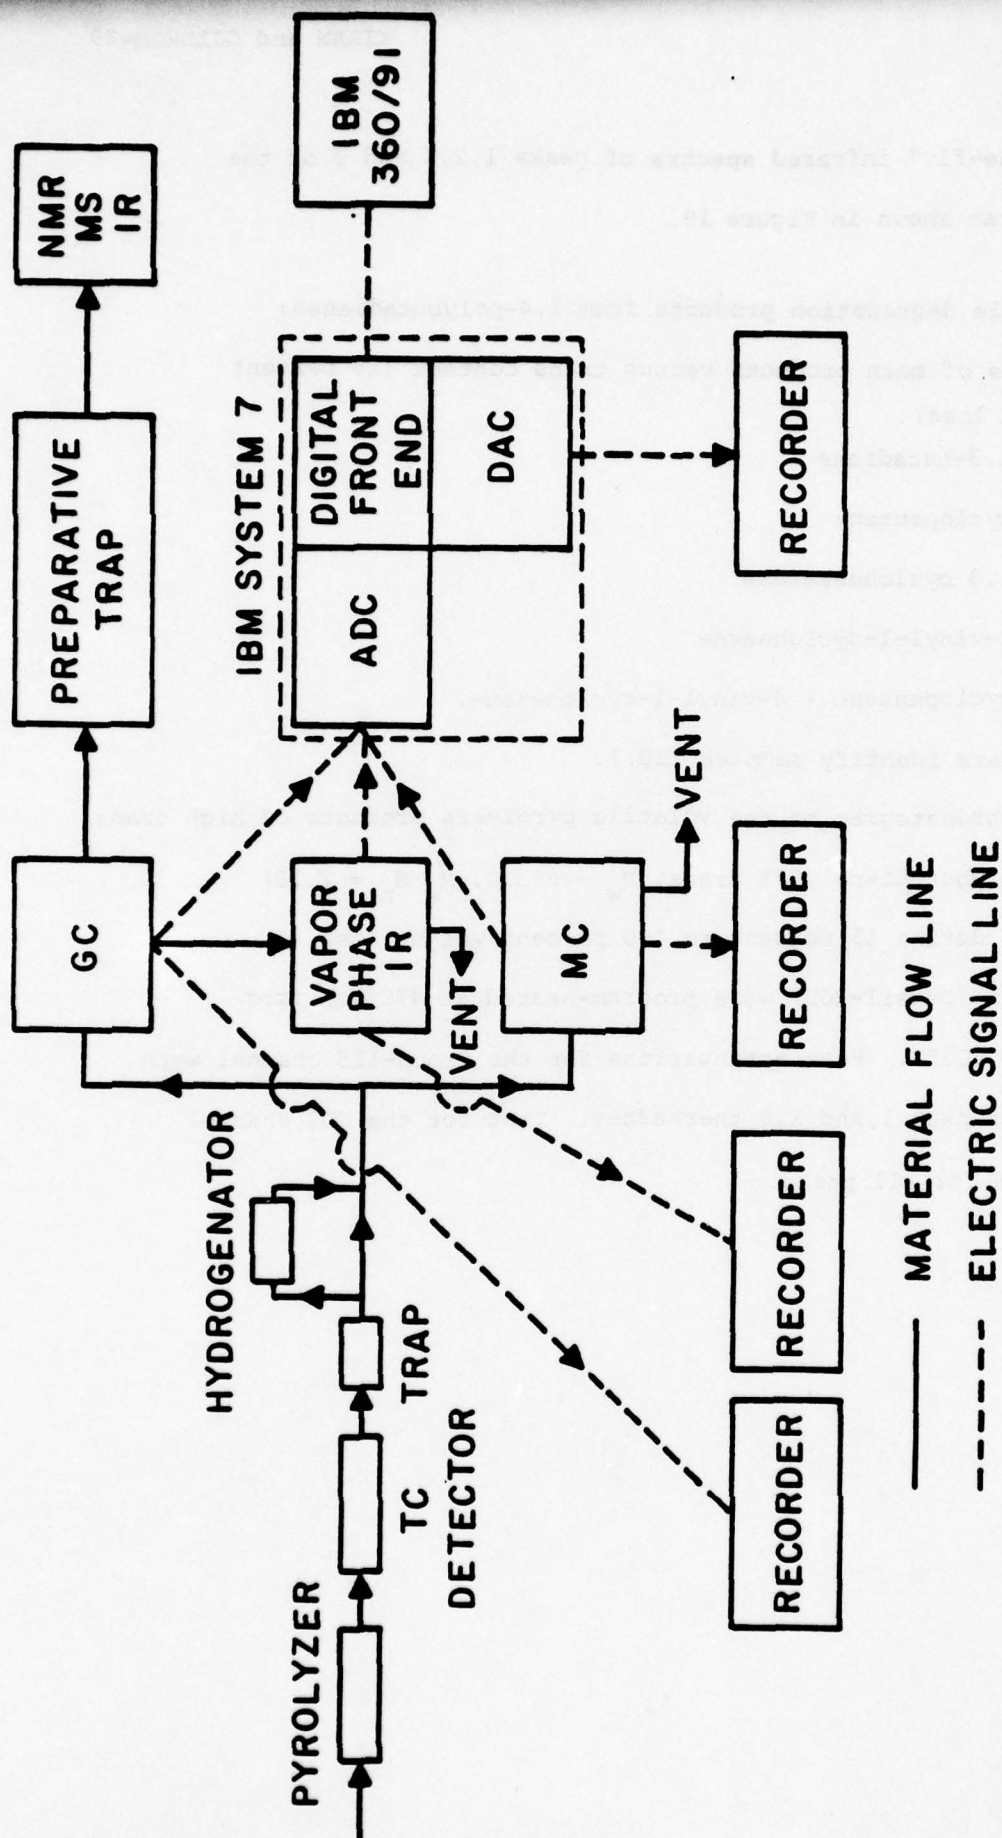 PYROLYZER
TC
DETECTOR
TRAP
HYDROGENATOR
GC
PREPARATIVE
TRAP
NMR
MS
IR
VAPOR
PHASE
IR
VENT
MC
VENT
IBM SYSTEM 7
ADC
DIGITAL
FRONT
END
DAC
IBM
360/91
RECORDER
RECORDER
RECORDER
RECORDER
MATERIAL FLOW LINE
ELECTRIC SIGNAL LINE